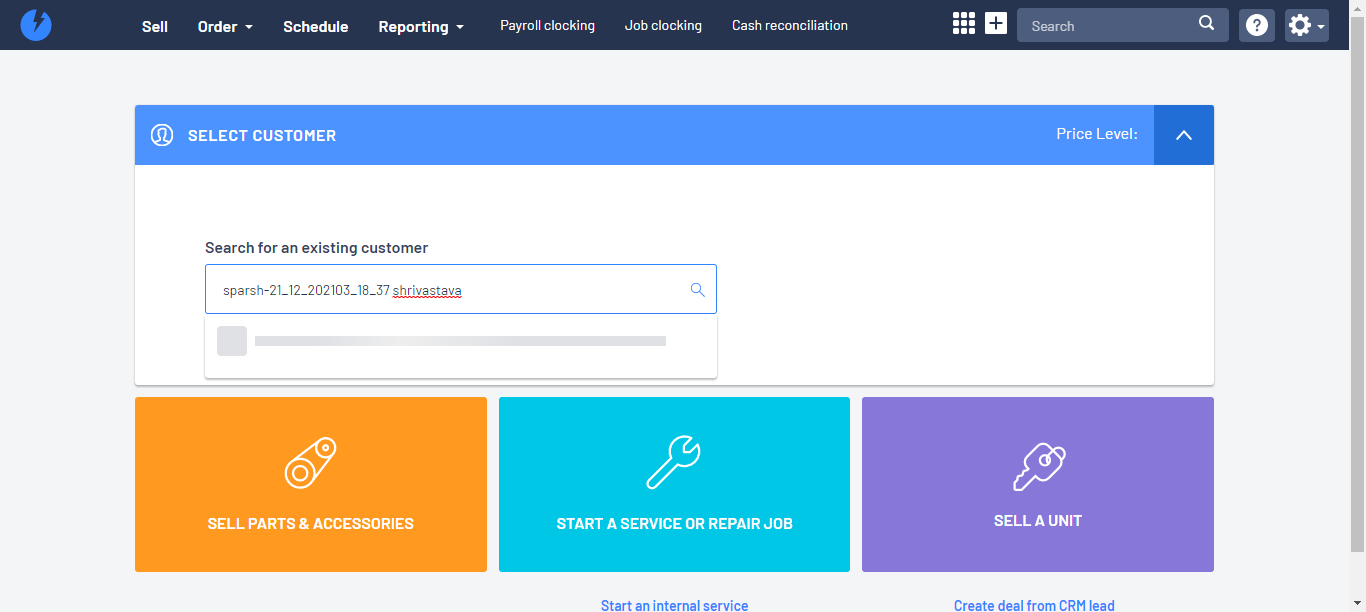 Sell Order Schedule Reporting Payroll clocking Job clocking Cash reconciliation Search ?
SELECT CUSTOMER Price Level:
Search for an existing customer
sparsh-21_12_202103_18_37 shrivastava
SELL PARTS & ACCESSORIES START A SERVICE OR REPAIR JOB SELL A UNIT
Start an internal service Create deal from CRM lead